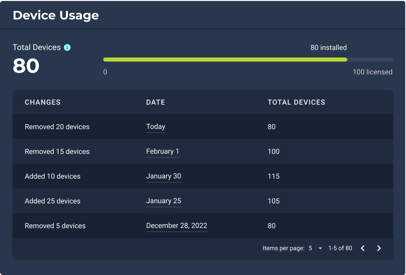 Device Usage
Total Devices
80 installed
80
0
100 licensed
CHANGES DATE TOTAL DEVICES
Removed 20 devices Today 80
Removed 15 devices February 1 100
Added 10 devices January 30 115
Added 25 devices January 25 105
Removed 5 devices December 28, 2022 80
Items per page: 5 1-5 of 80